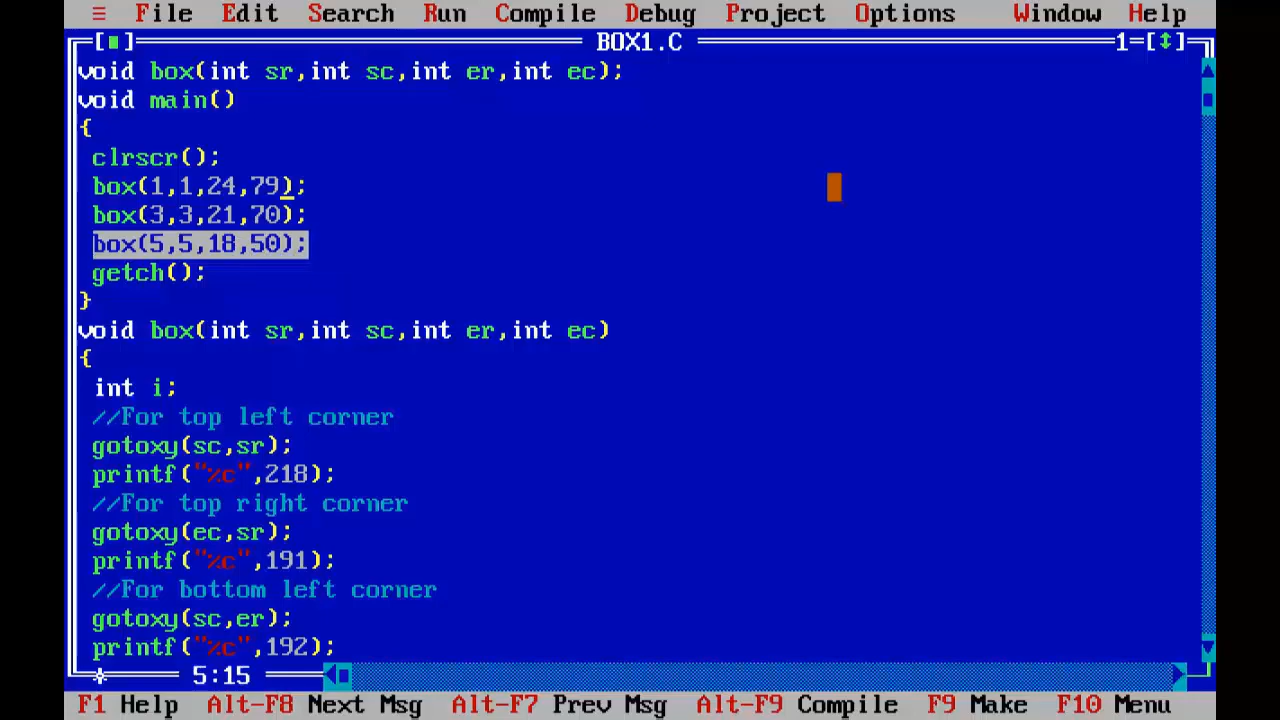 ≡ File Edit Search Run Compile Debug Project Options Window Help
[■] BOX1.C 1=[↕]
void box(int sr,int sc,int er,int ec);
void main()
{
clrscr();
box(1,1,24,79);
box(3,3,21,70);
box(5,5,18,50);
getch();
}
void box(int sr,int sc,int er,int ec)
{
int i;
//For top left corner
gotoxy(sc,sr);
printf("%c",218);
//For top right corner
gotoxy(ec,sr);
printf("%c",191);
//For bottom left corner
gotoxy(sc,er);
printf("%c",192);
5:15
F1 Help Alt-F8 Next Msg Alt-F7 Prev Msg Alt-F9 Compile F9 Make F10 Menu